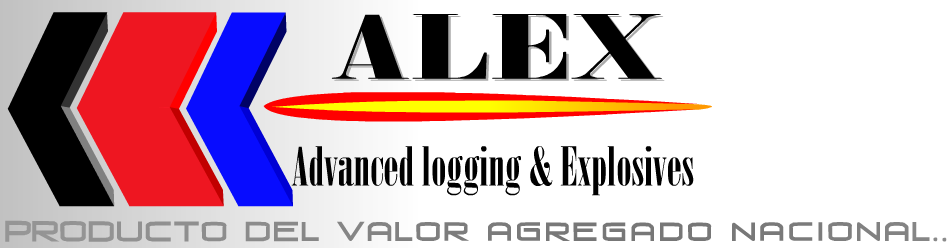 ALEX
Advanced logging & Explosives
PRODUCTO DEL VALOR AGREGADO NACIONAL..